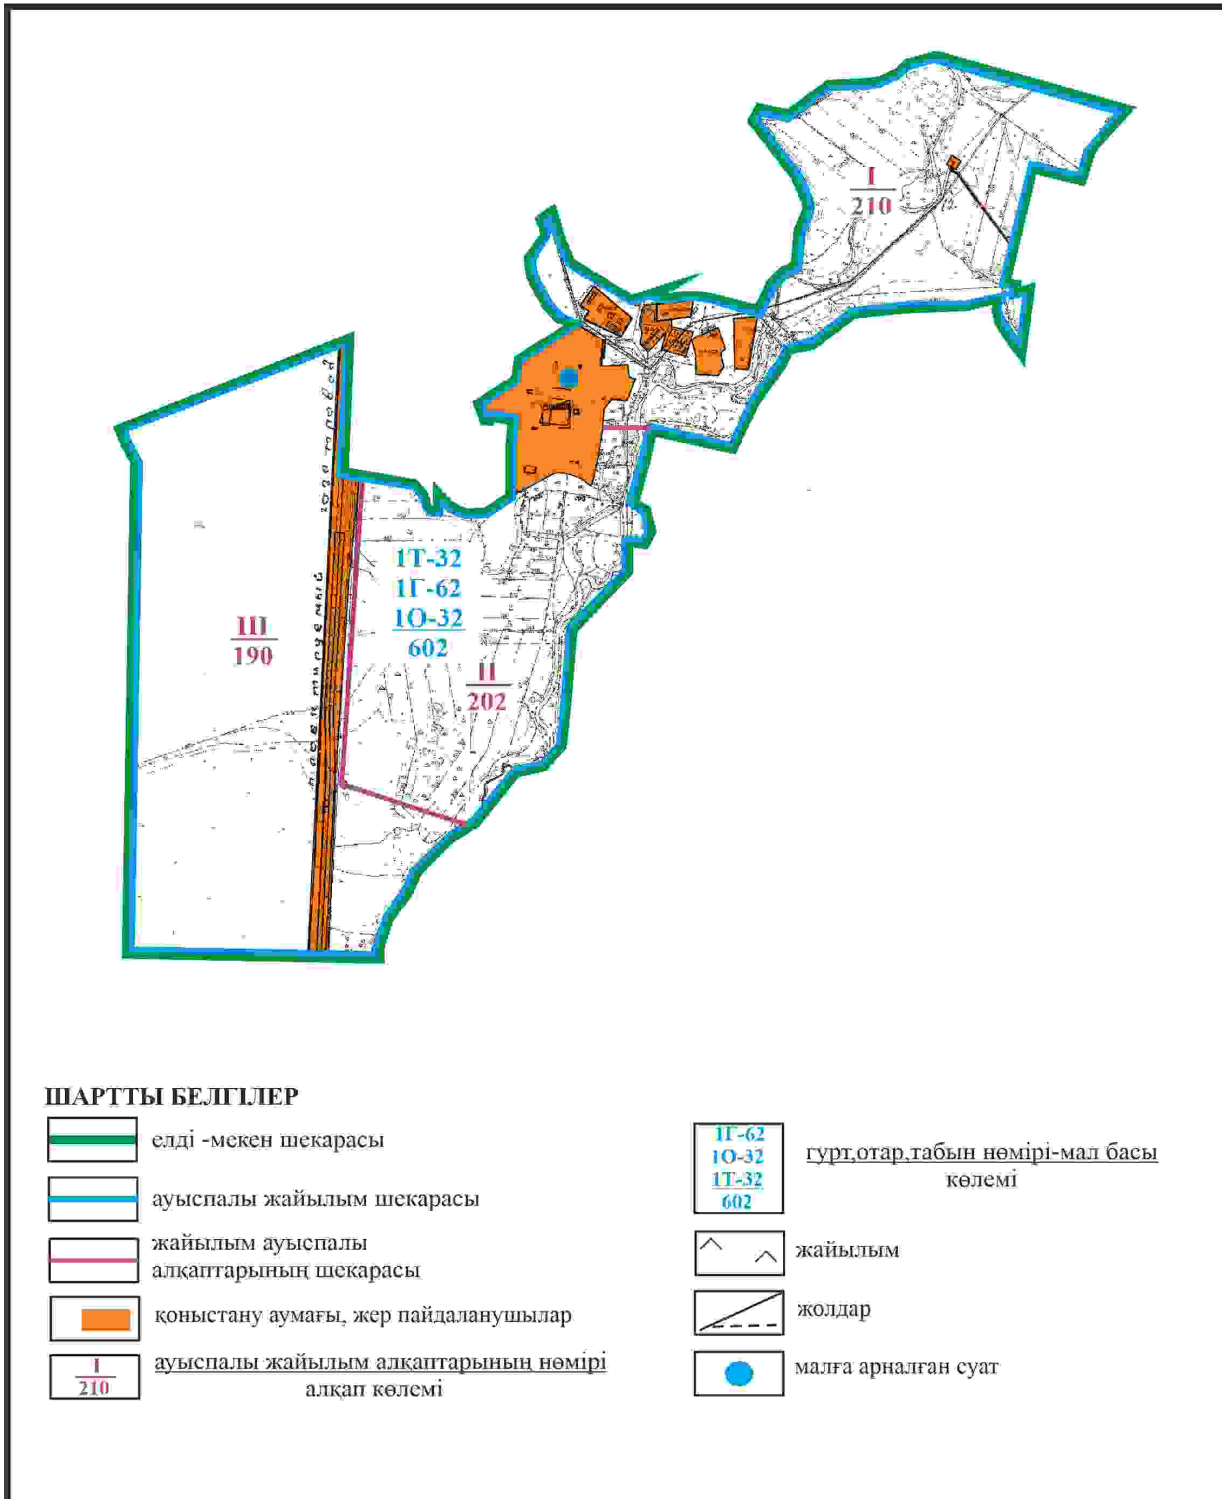 I
210
1Т-32
1Г-62
1О-32
602
III
190
II
202
ШАРТТЫ БЕЛГІЛЕР
елді -мекен шекарасы
ауыспалы жайылым шекарасы
жайылым ауыспалы
алқаптарының шекарасы
қоныстану аумағы, жер пайдаланушылар
I
210
ауыспалы жайылым алқаптарының нөмірі
алқап көлемі
1Г-62
1О-32
1Т-32
602
гурт,отар,табын нөмірі-мал басы
көлемі
жайылым
жолдар
малға арналған суат